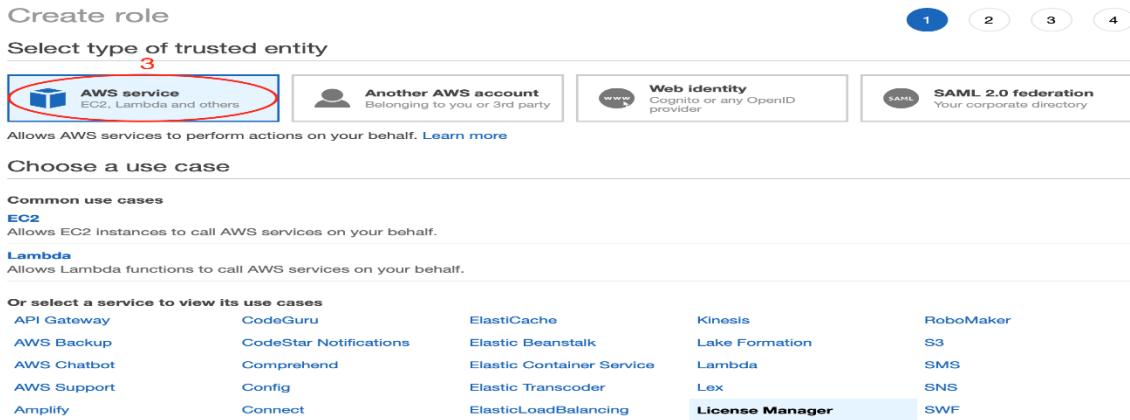 Create role
1 2 3 4
Select type of trusted entity
3
AWS service
EC2, Lambda and others
Another AWS account
Belonging to you or 3rd party
www
Web identity
Cognito or any OpenID
provider
SAML
SAML 2.0 federation
Your corporate directory
Allows AWS services to perform actions on your behalf. Learn more
Choose a use case
Common use cases
EC2
Allows EC2 instances to call AWS services on your behalf.
Lambda
Allows Lambda functions to call AWS services on your behalf.
Or select a service to view its use cases
API Gateway CodeGuru ElastiCache Kinesis RoboMaker
AWS Backup CodeStar Notifications Elastic Beanstalk Lake Formation S3
AWS Chatbot Comprehend Elastic Container Service Lambda SMS
AWS Support Config Elastic Transcoder Lex SNS
Amplify Connect ElasticLoadBalancing License Manager SWF